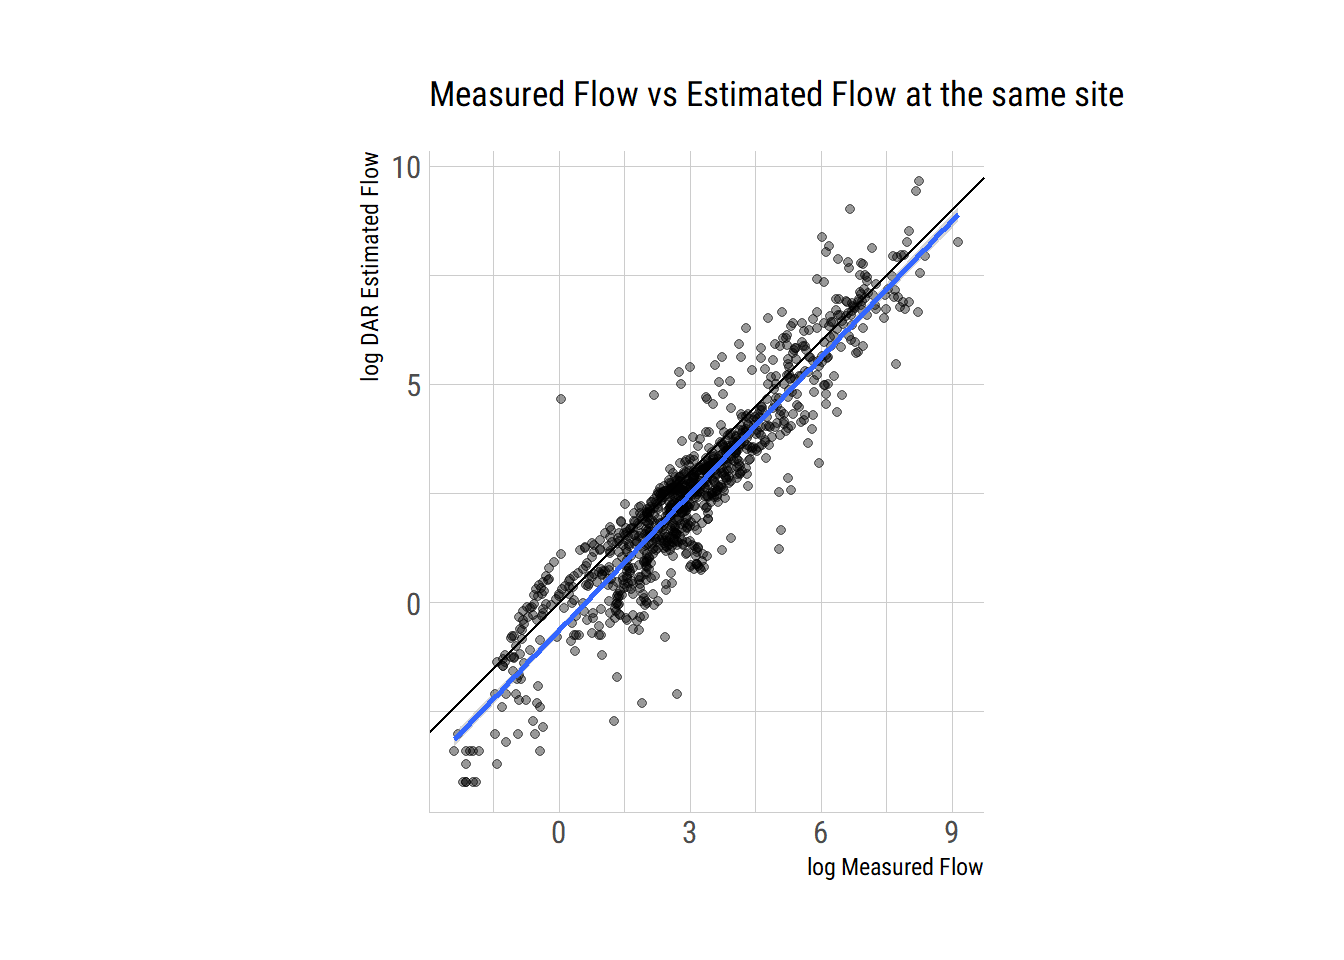 Measured Flow vs Estimated Flow at the same site
log DAR Estimated Flow
10
5
0
0 3 6 9
log Measured Flow